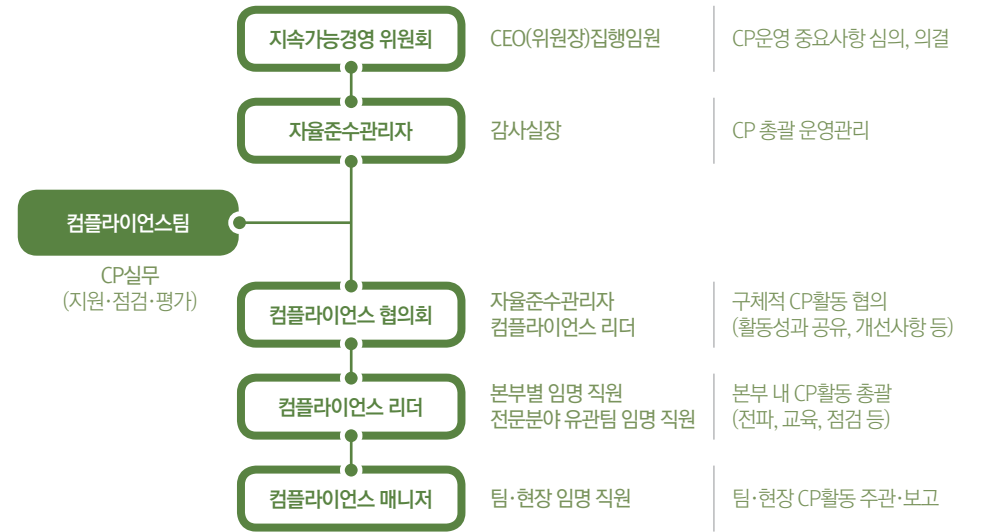 지속가능경영 위원회
CEO(위원장)집행임원
CP운영 중요사항 심의, 의결
자율준수관리자
감사실장
CP 총괄 운영관리
컴플라이언스팀
CP실무
(지원·점검·평가)
컴플라이언스 협의회
자율준수관리자
컴플라이언스 리더
구체적 CP활동 협의
(활동성과 공유, 개선사항 등)
컴플라이언스 리더
본부별 임명 직원
전문분야 유관팀 임명 직원
본부 내 CP활동 총괄
(전파, 교육, 점검 등)
컴플라이언스 매니저
팀·현장 임명 직원
팀·현장 CP활동 주관·보고